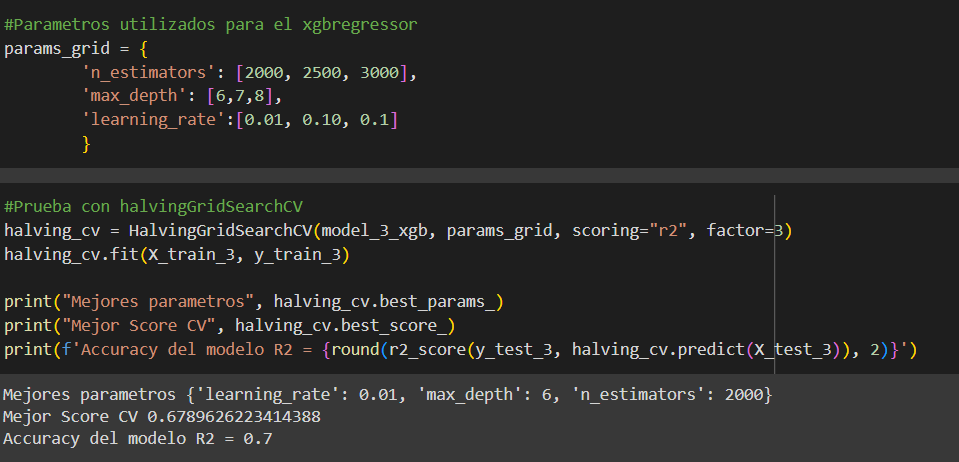 #Parametros utilizados para el xgbregressor
params_grid = {
        'n_estimators': [2000, 2500, 3000],
        'max_depth': [6,7,8],
        'learning_rate':[0.01, 0.10, 0.1]
        }
#Prueba con halvingGridSearchCV
halving_cv = HalvingGridSearchCV(model_3_xgb, params_grid, scoring="r2", factor=3)
halving_cv.fit(X_train_3, y_train_3)
print("Mejores parametros", halving_cv.best_params_)
print("Mejor Score CV", halving_cv.best_score_)
print(f'Accuracy del modelo R2 = {round(r2_score(y_test_3, halving_cv.predict(X_test_3)), 2)}')
Mejores parametros {'learning_rate': 0.01, 'max_depth': 6, 'n_estimators': 2000}
Mejor Score CV 0.6789626223414388
Accuracy del modelo R2 = 0.7